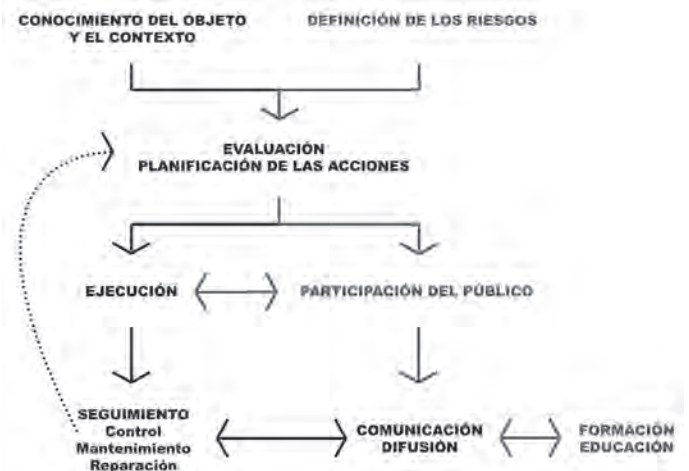 CONOCIMIENTO DEL OBJETO
Y EL CONTEXTO
DEFINICIÓN DE LOS RIESGOS
EVALUACIÓN
PLANIFICACIÓN DE LAS ACCIONES
EJECUCIÓN
PARTICIPACIÓN DEL PÚBLICO
SEGUIMIENTO
Control
Mantenimiento
Reparación
COMUNICACIÓN
DIFUSIÓN
FORMACIÓN
EDUCACIÓN